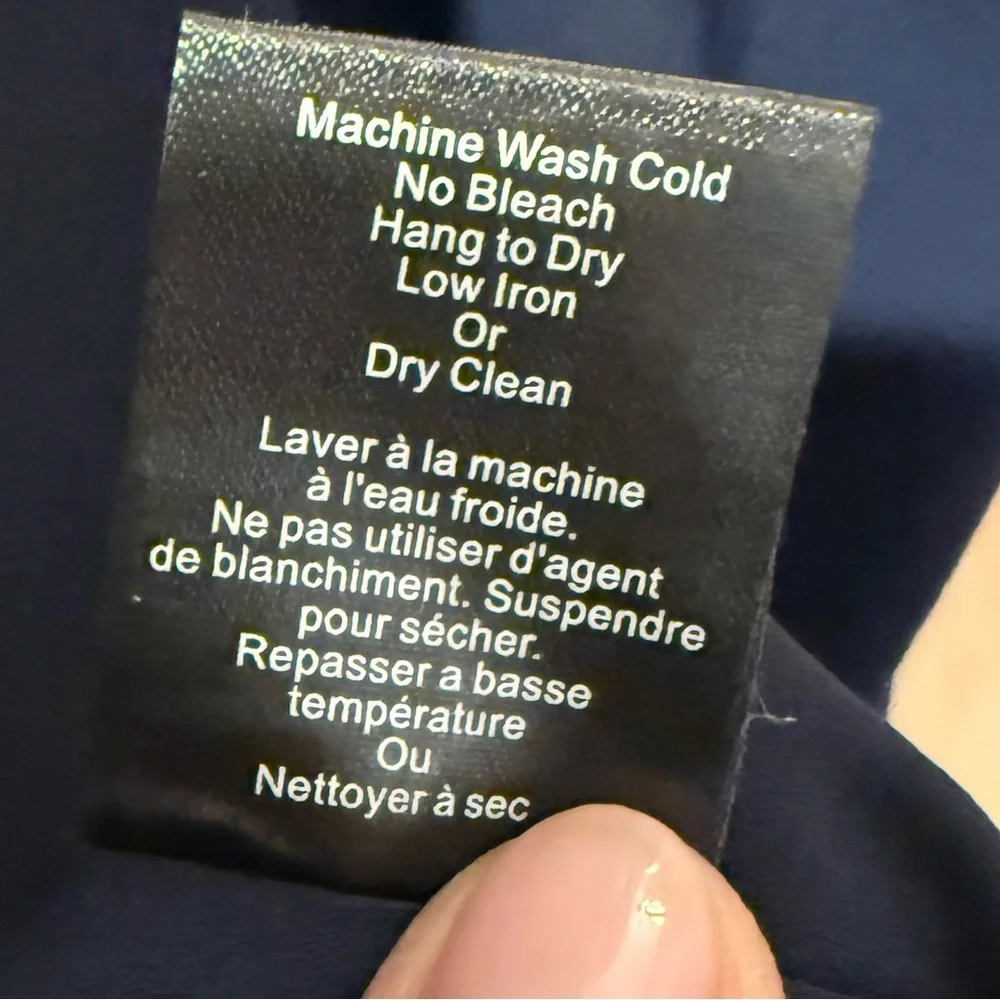 Machine Wash Cold
No Bleach
Hang to Dry
Low Iron
Or
Dry Clean
Laver à la machine
à l'eau froide.
Ne pas utiliser d'agent
de blanchiment. Suspendre
pour sécher.
Repasser a basse
température
Ou
Nettoyer à sec